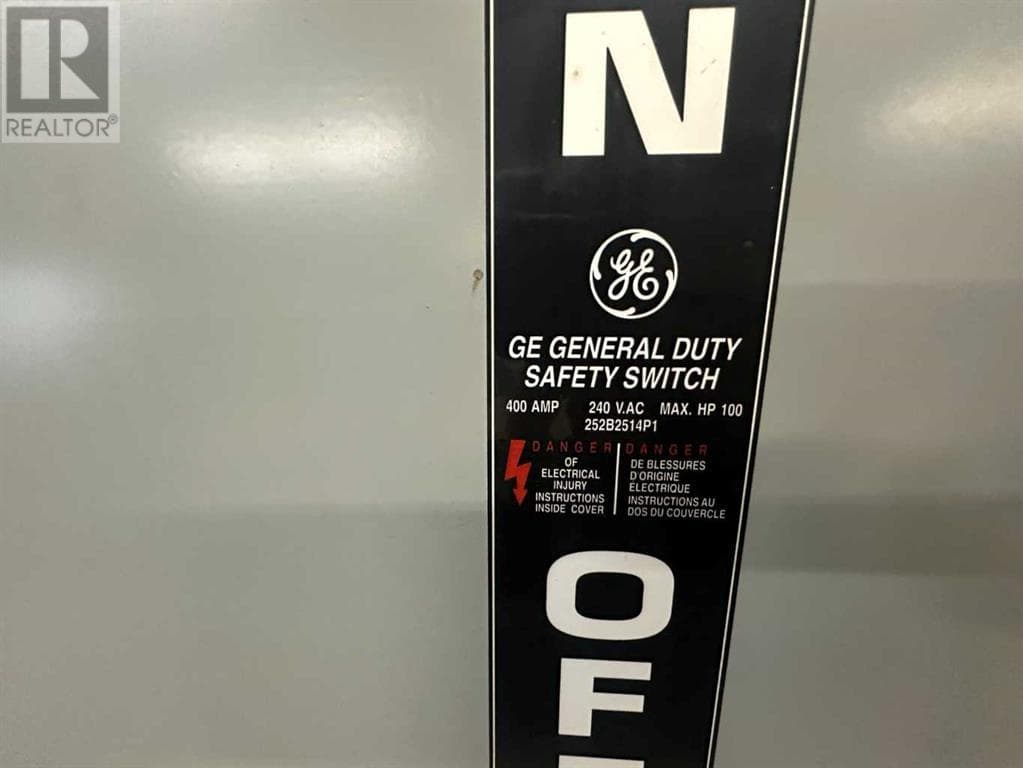 REALTOR®
N
GE
GE GENERAL DUTY
SAFETY SWITCH
400 AMP 240 V.AC MAX. HP 100
252B2514P1
DANGER
OF
ELECTRICAL
INJURY
INSTRUCTIONS
INSIDE COVER
DANGER
DE BLESSURES
D'ORIGINE
ELECTRIQUE
INSTRUCTIONS AU
DOS DU COUVERCLE
O
F